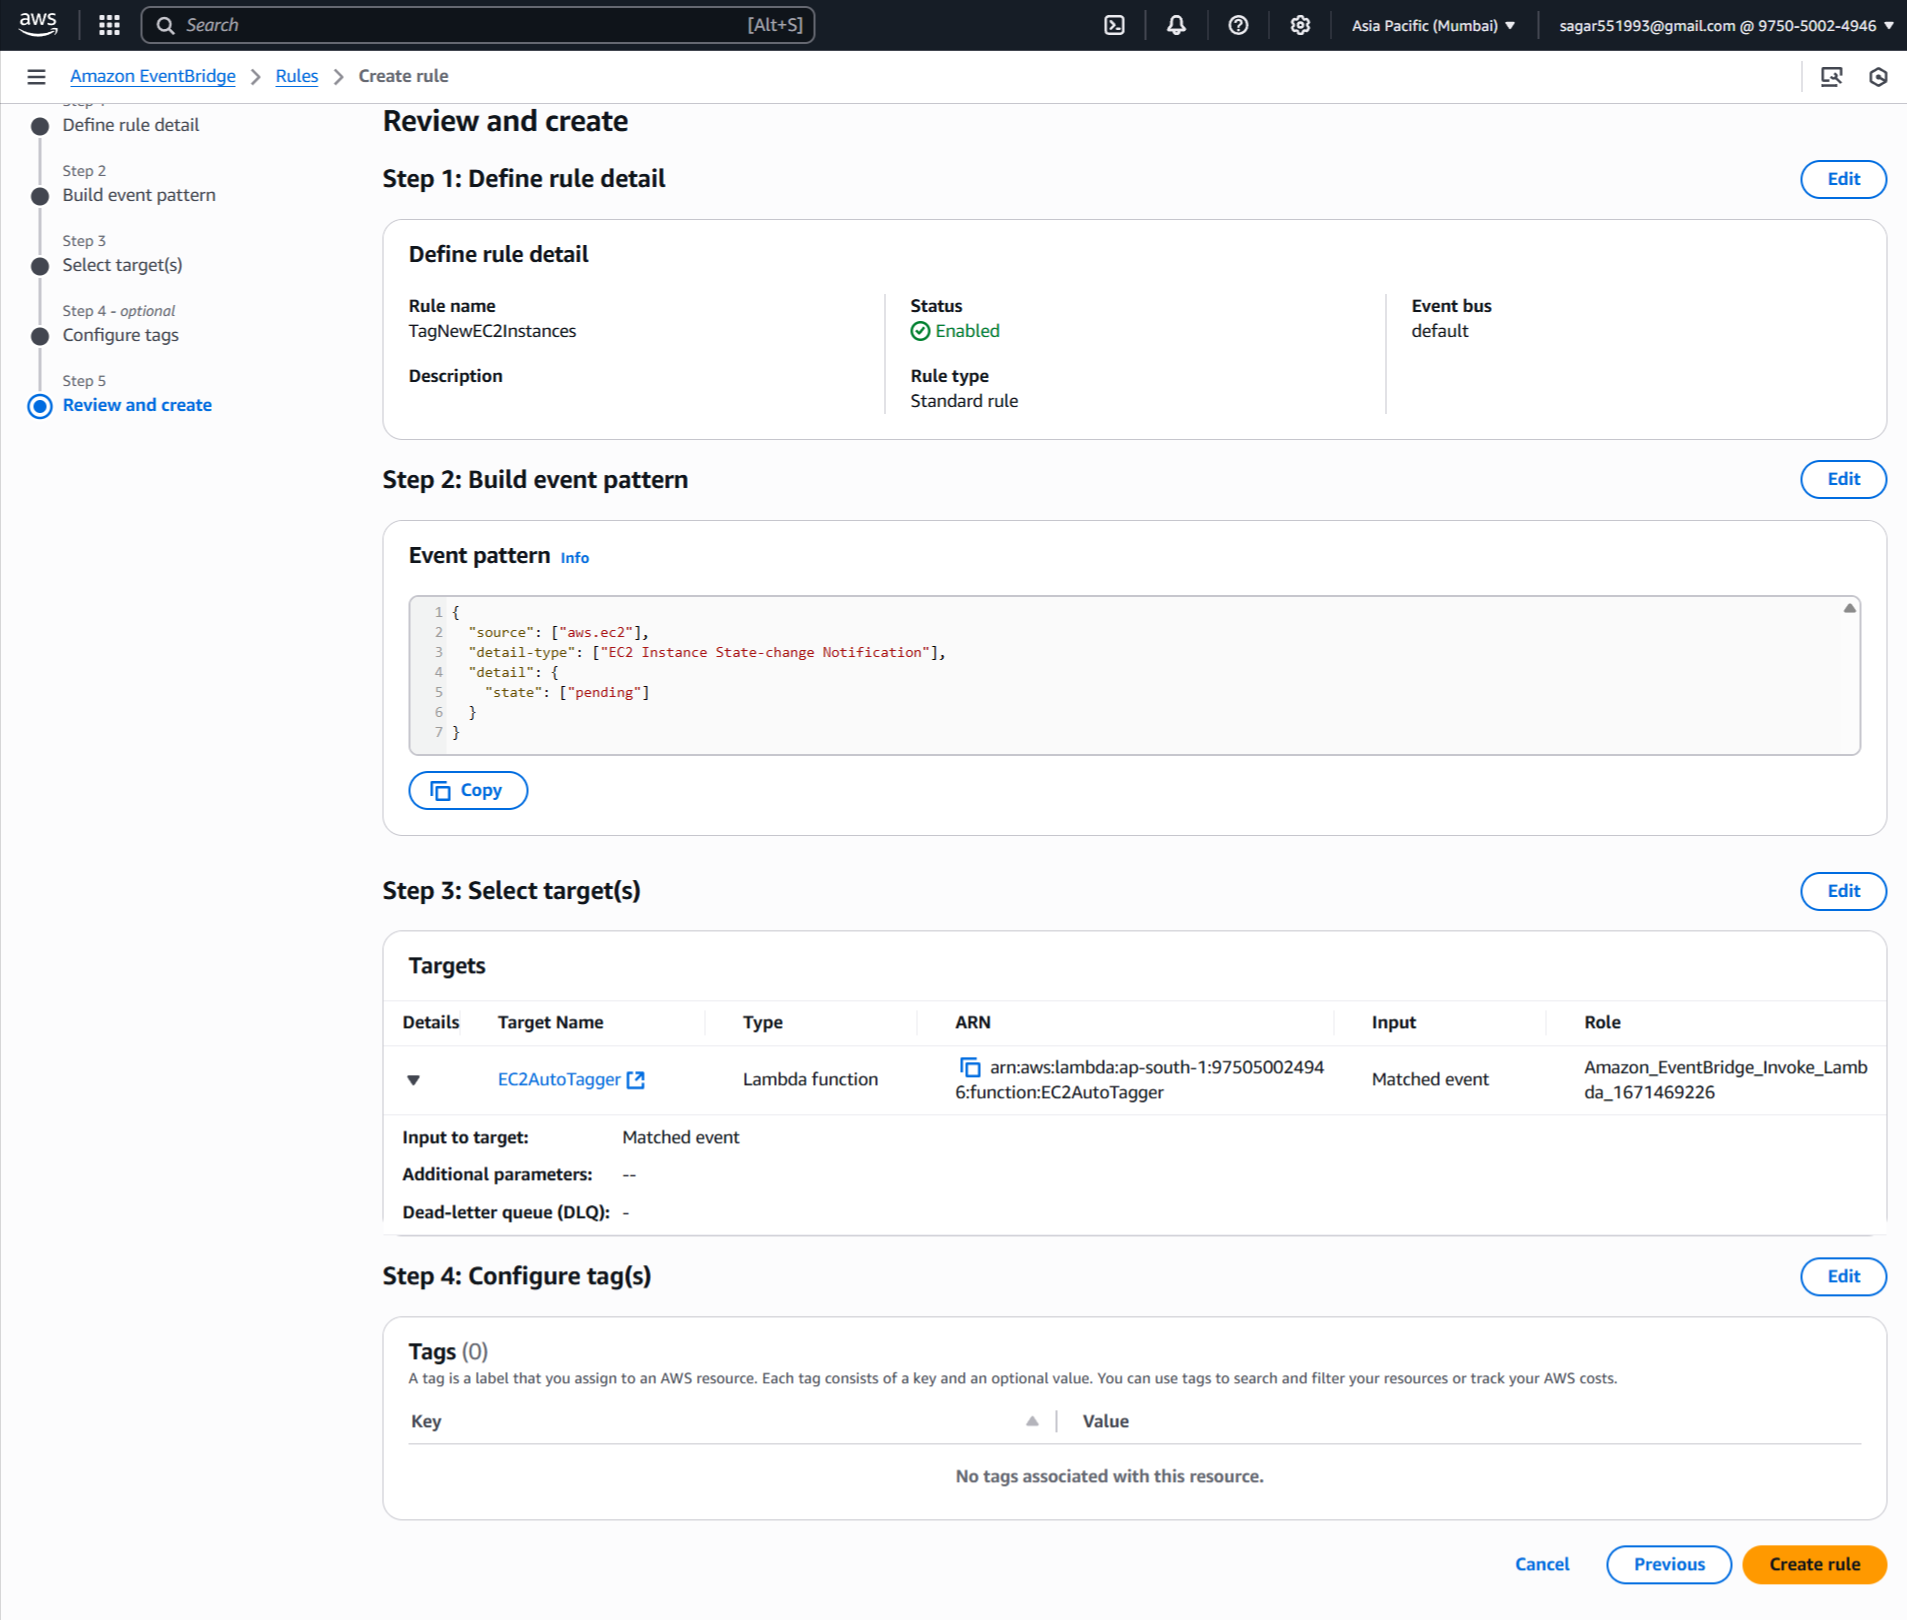 aws
Search
[Alt+S]
Asia Pacific (Mumbai)
sagar551993@gmail.com @ 9750-5002-4946
Amazon EventBridge
Rules
Create rule
Define rule detail
Step 2
Build event pattern
Step 3
Select target(s)
Step 4 - optional
Configure tags
Step 5
Review and create
Review and create
Step 1: Define rule detail
Edit
Define rule detail
Rule name
TagNewEC2Instances
Description
Status
Enabled
Rule type
Standard rule
Event bus
default
Step 2: Build event pattern
Edit
Event pattern Info
1 {
2 "source": ["aws.ec2"],
3 "detail-type": ["EC2 Instance State-change Notification"],
4 "detail": {
5 "state": ["pending"]
6 }
7 }
Copy
Step 3: Select target(s)
Edit
Targets
Details Target Name Type ARN Input Role
EC2AutoTagger Lambda function arn:aws:lambda:ap-south-1:97505002494
6:function:EC2AutoTagger
Matched event
Amazon_EventBridge_Invoke_Lamb
da_1671469226
Input to target: Matched event
Additional parameters: --
Dead-letter queue (DLQ): -
Step 4: Configure tag(s)
Edit
Tags (0)
A tag is a label that you assign to an AWS resource. Each tag consists of a key and an optional value. You can use tags to search and filter your resources or track your AWS costs.
Key Value
No tags associated with this resource.
Cancel
Previous
Create rule